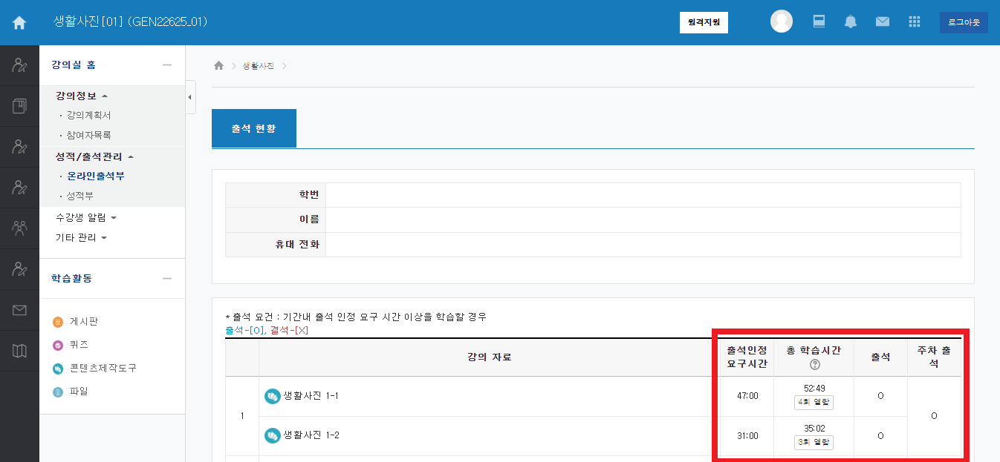 생활사진[01] (GEN22625_01)
원격지원
로그아웃
강의실 홈
강의정보
· 강의계획서
· 참여자목록
성적/출석관리
· 온라인출석부
· 성적부
수강생 알림
기타 관리
학습활동
게시판
퀴즈
콘텐츠제작도구
파일
생활사진
출석 현황
학번
이름
휴대 전화
* 출석 요건 : 기간내 출석 인정 요구 시간 이상을 학습할 경우
출석-[O], 결석-[X]
강의 자료
출석인정
요구시간
총 학습시간
?
출석
주차 출
석
1
생활사진 1-1
47:00
52:49
4회 열람
O
O
생활사진 1-2
31:00
35:02
3회 열람
O